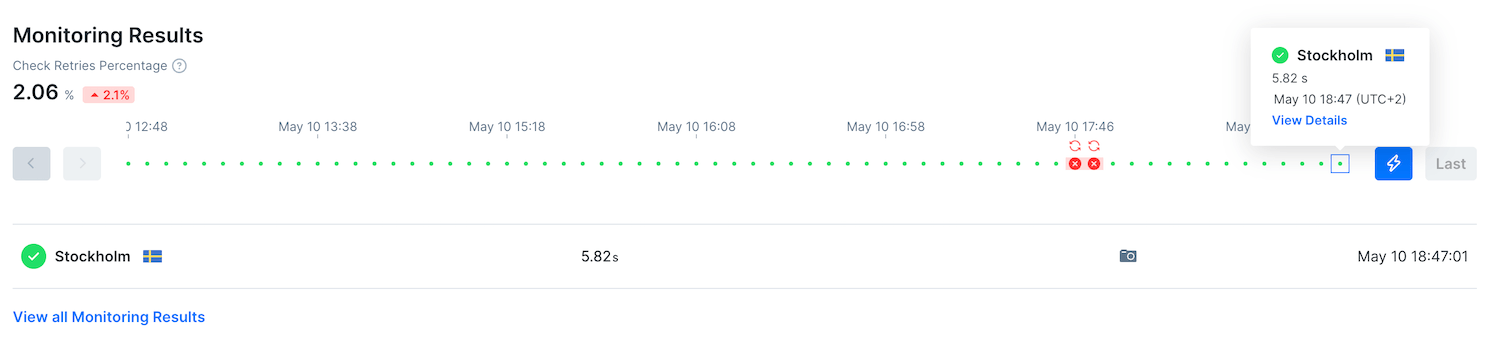 Monitoring Results
Check Retries Percentage ?
2.06 % 2.1%
0 12:48 May 10 13:38 May 10 15:18 May 10 16:08 May 10 16:58 May 10 17:46 May
Stockholm
5.82 s
May 10 18:47 (UTC+2)
View Details
Last
Stockholm 5.82s May 10 18:47:01
View all Monitoring Results